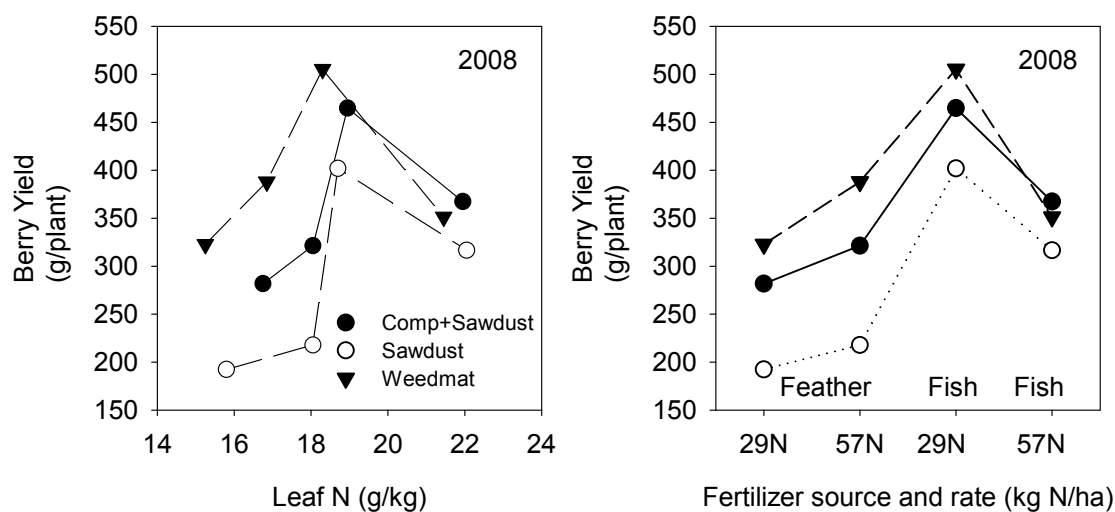 550
500
450
400
350
300
250
200
150
Berry Yield
(g/plant)
2008
Comp+Sawdust
Sawdust
Weedmat
14 16 18 20 22 24
Leaf N (g/kg)
550
500
450
400
350
300
250
200
150
Berry Yield
(g/plant)
2008
Feather Fish Fish
29N 57N 29N 57N
Fertilizer source and rate (kg N/ha)